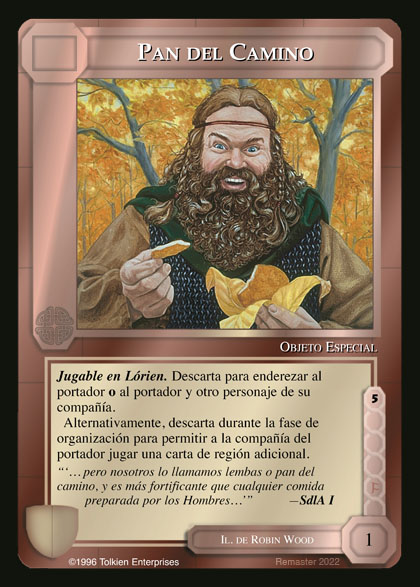 PAN DEL CAMINO
OBJETO ESPECIAL
Jugable en Lórien. Descarta para enderezar al
portador o al portador y otro personaje de su
compañía.
Alternativamente, descarta durante la fase de
organización para permitir a la compañía del
portador jugar una carta de región adicional.
“‘… pero nosotros lo llamamos lembas o pan del
camino, y es más fortificante que cualquier comida
preparada por los Hombres…’” —SdlA I
5
F
IL. DE ROBIN WOOD
1
©1996 Tolkien Enterprises
Remaster 2022